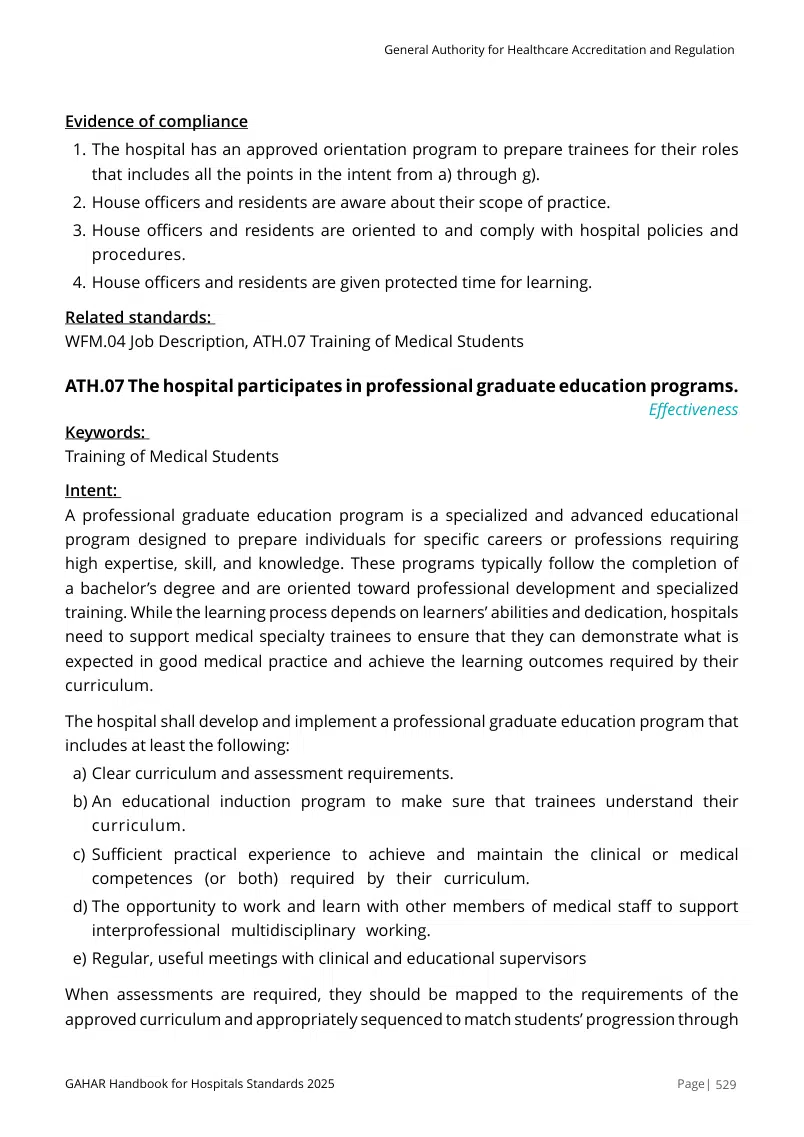 General Authority for Healthcare Accreditation and Regulation
Evidence of compliance
1. The hospital has an approved orientation program to prepare trainees for their roles
that includes all the points in the intent from a) through g).
2. House officers and residents are aware about their scope of practice.
3. House officers and residents are oriented to and comply with hospital policies and
procedures.
4. House officers and residents are given protected time for learning.
Related standards:
WFM.04 Job Description, ATH.07 Training of Medical Students
ATH.07 The hospital participates in professional graduate education programs.
Effectiveness
Keywords:
Training of Medical Students
Intent:
A professional graduate education program is a specialized and advanced educational
program designed to prepare individuals for specific careers or professions requiring
high expertise, skill, and knowledge. These programs typically follow the completion of
a bachelor’s degree and are oriented toward professional development and specialized
training. While the learning process depends on learners’ abilities and dedication, hospitals
need to support medical specialty trainees to ensure that they can demonstrate what is
expected in good medical practice and achieve the learning outcomes required by their
curriculum.
The hospital shall develop and implement a professional graduate education program that
includes at least the following:
a) Clear curriculum and assessment requirements.
b) An educational induction program to make sure that trainees understand their
curriculum.
c) Sufficient practical experience to achieve and maintain the clinical or medical
competences (or both) required by their curriculum.
d) The opportunity to work and learn with other members of medical staff to support
interprofessional multidisciplinary working.
e) Regular, useful meetings with clinical and educational supervisors
When assessments are required, they should be mapped to the requirements of the
approved curriculum and appropriately sequenced to match students’ progression through
GAHAR Handbook for Hospitals Standards 2025
Page| 529